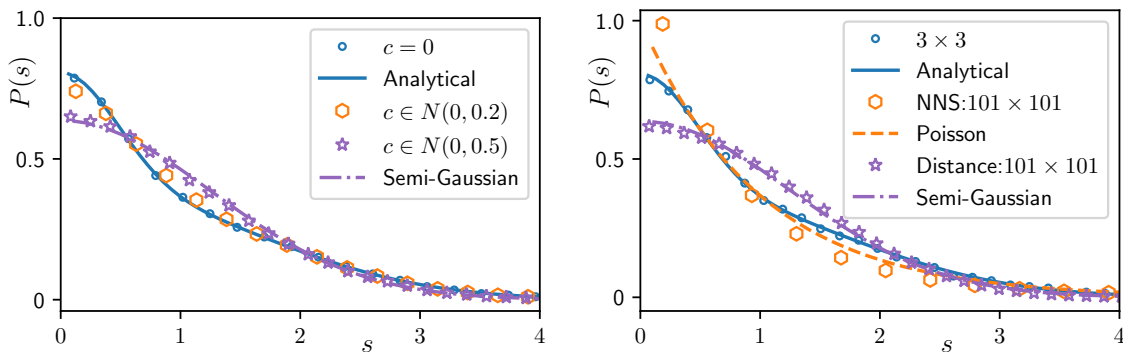 1.0
0.5
0
P(s)
0
1
2
3
4
s
c = 0
Analytical
c ∈ N(0, 0.2)
c ∈ N(0, 0.5)
Semi-Gaussian
1.0
0.5
0
P(s)
0
1
2
3
4
s
3 × 3
Analytical
NNS:101 × 101
Poisson
Distance:101 × 101
Semi-Gaussian